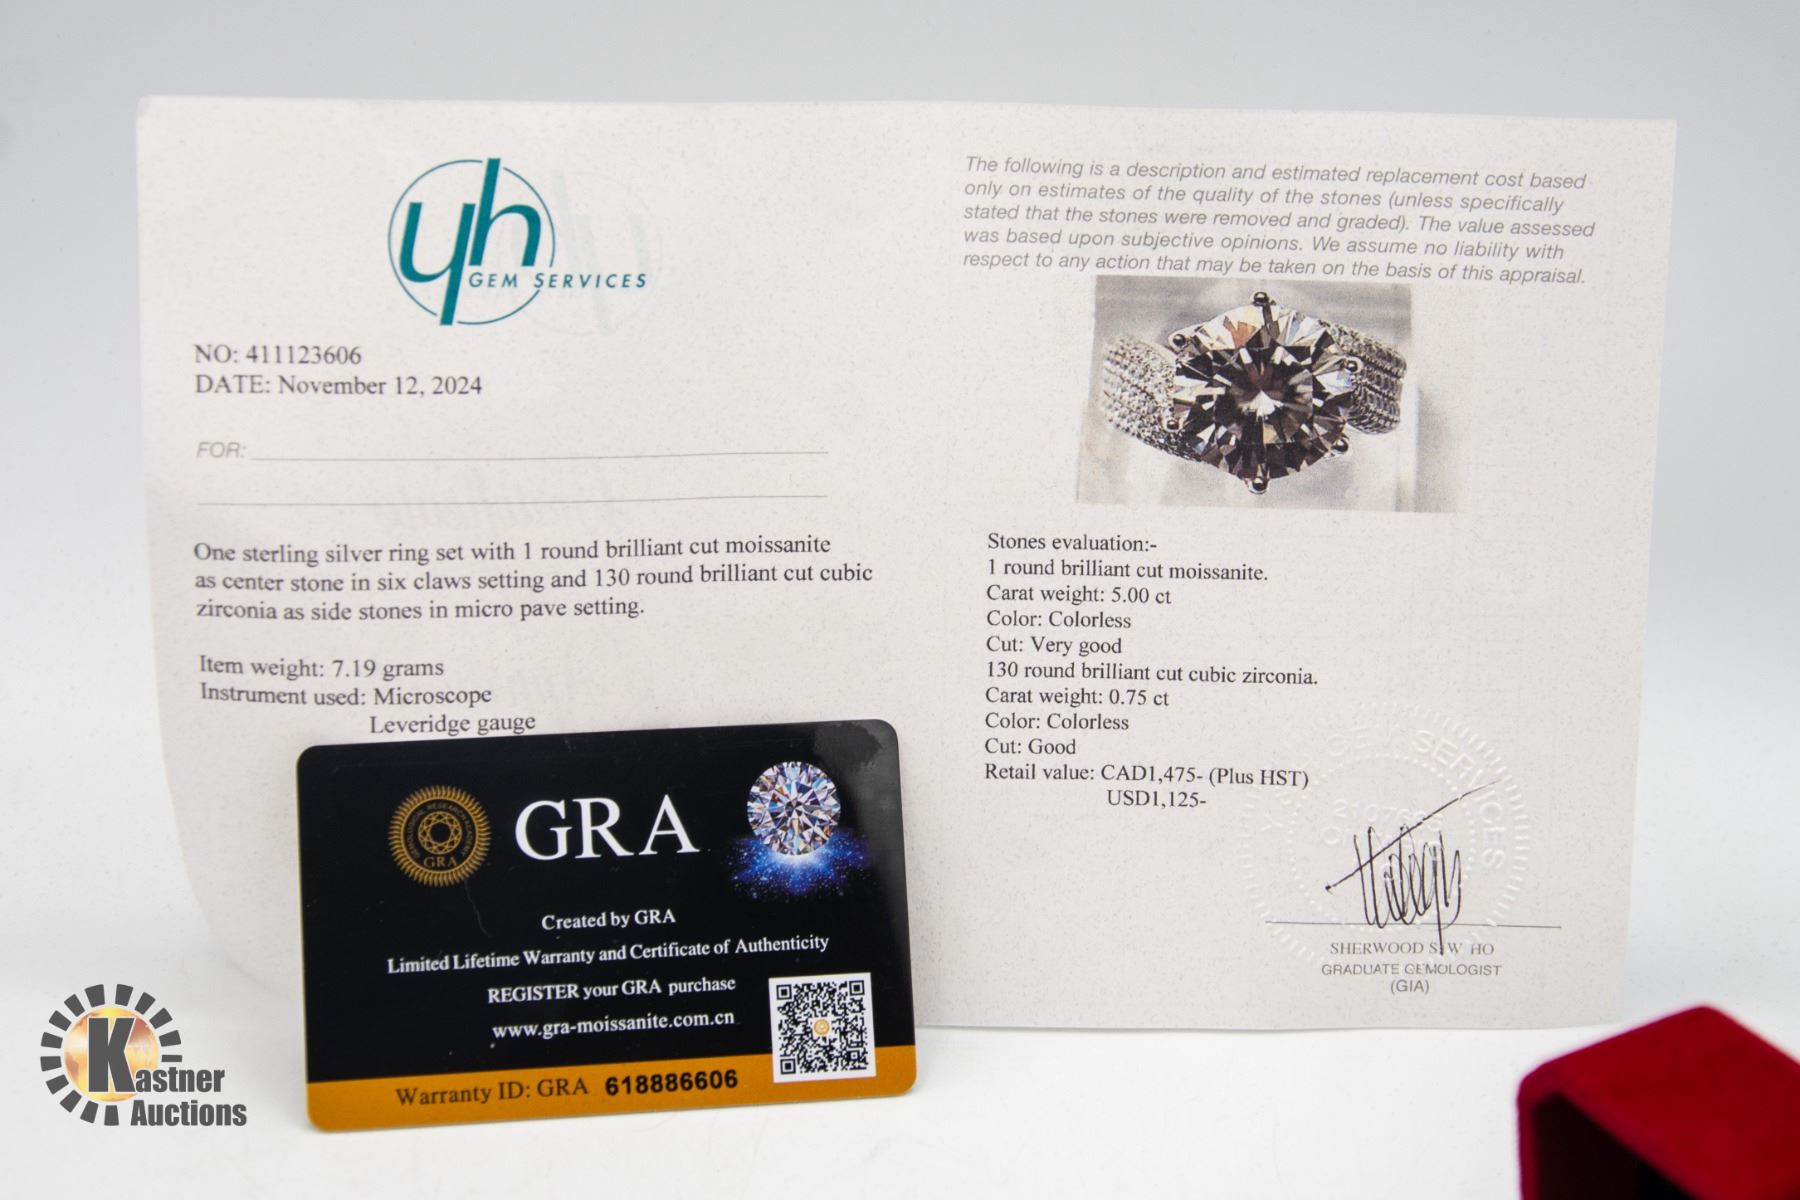 yh
GEM SERVICES
NO: 411123606
DATE: November 12, 2024
FOR:
One sterling silver ring set with 1 round brilliant cut moissanite
as center stone in six claws setting and 130 round brilliant cut cubic
zirconia as side stones in micro pave setting.
Item weight: 7.19 grams
Instrument used: Microscope
Leveridge gauge
The following is a description and estimated replacement cost based
only on estimates of the quality of the stones (unless specifically
stated that the stones were removed and graded). The value assessed
was based upon subjective opinions. We assume no liability with
respect to any action that may be taken on the basis of this appraisal.
Stones evaluation:-
1 round brilliant cut moissanite.
Carat weight: 5.00 ct
Color: Colorless
Cut: Very good
130 round brilliant cut cubic zirconia.
Carat weight: 0.75 ct
Color: Colorless
Cut: Good
Retail value: CAD1,475- (Plus HST)
USD1,125-
GEM SERVICES
SHERWOOD S.W HO
GRADUATE GEMOLOGIST
(GIA)
GEMOLOGICAL RESEARCH ACADEMY
GRA
GRA
Created by GRA
Limited Lifetime Warranty and Certificate of Authenticity
REGISTER your GRA purchase
www.gra-moissanite.com.cn
Warranty ID: GRA 618886606
Kastner
Auctions